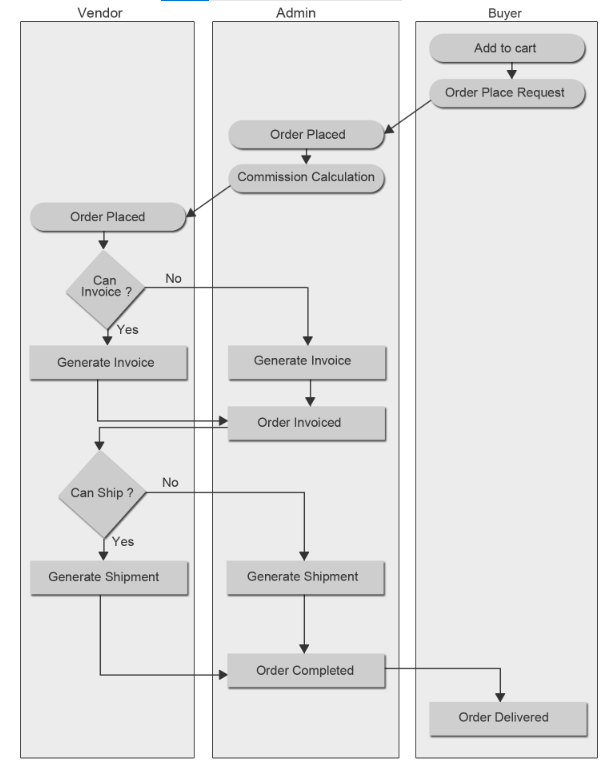 Vendor
Admin
Buyer
Add to cart
Order Place Request
Order Placed
Commission Calculation
Order Placed
Can
Invoice ?
No
Yes
Generate Invoice
Generate Invoice
Order Invoiced
Can Ship ?
No
Yes
Generate Shipment
Generate Shipment
Order Completed
Order Delivered